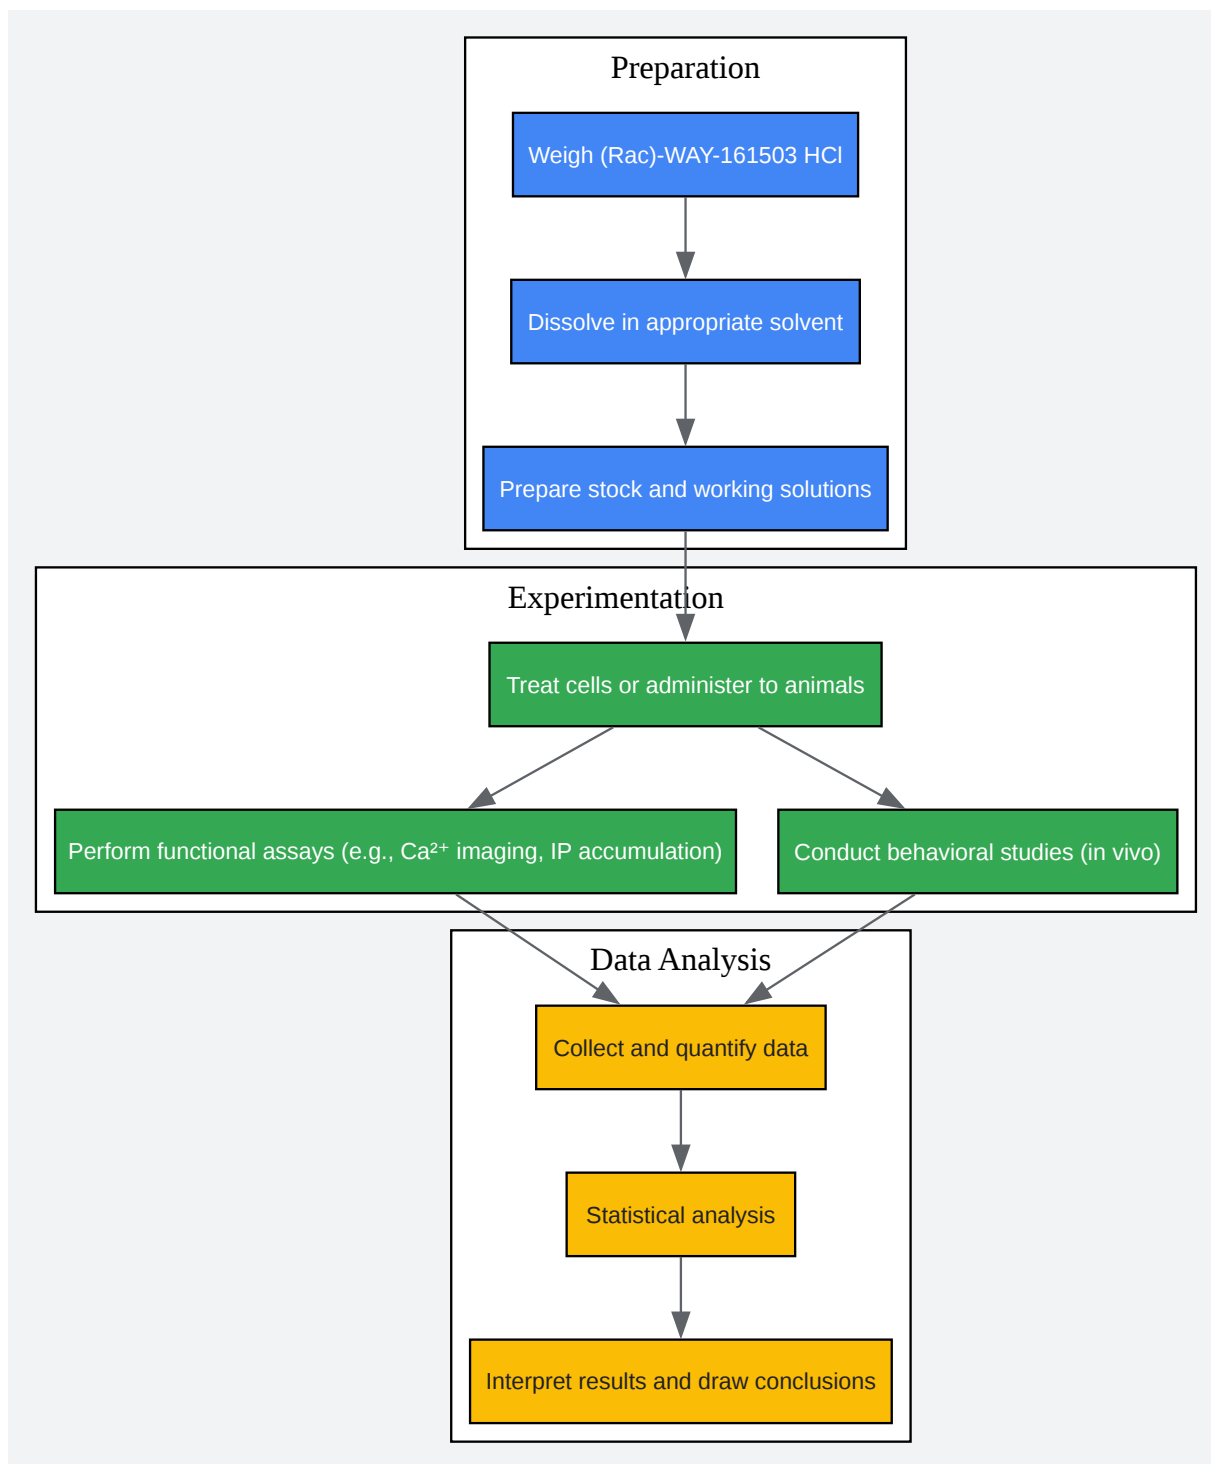 Preparation
Weigh (Rac)-WAY-161503 HCl
Dissolve in appropriate solvent
Prepare stock and working solutions
Experimentation
Treat cells or administer to animals
Perform functional assays (e.g., Ca²⁺ imaging, IP accumulation)
Conduct behavioral studies (in vivo)
Data Analysis
Collect and quantify data
Statistical analysis
Interpret results and draw conclusions